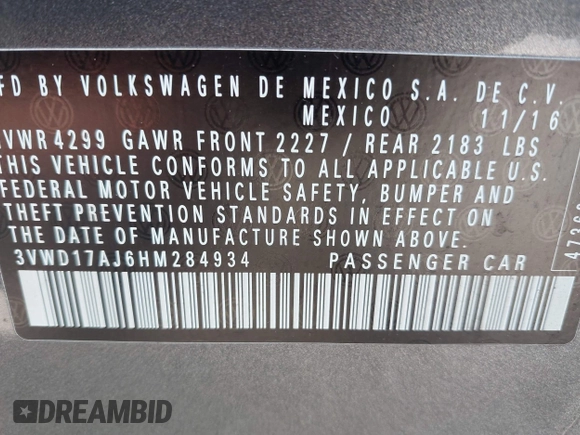 FD BY VOLKSWAGEN DE MEXICO S.A. DE C.V.
MEXICO 11/16
VWR 4299 GAWR FRONT 2227 / REAR 2183 LBS
THIS VEHICLE CONFORMS TO ALL APPLICABLE U.S.
FEDERAL MOTOR VEHICLE SAFETY, BUMPER AND
THEFT PREVENTION STANDARDS IN EFFECT ON
THE DATE OF MANUFACTURE SHOWN ABOVE.
3VWD17AJ6HM284934 PASSENGER CAR
DREAMBID